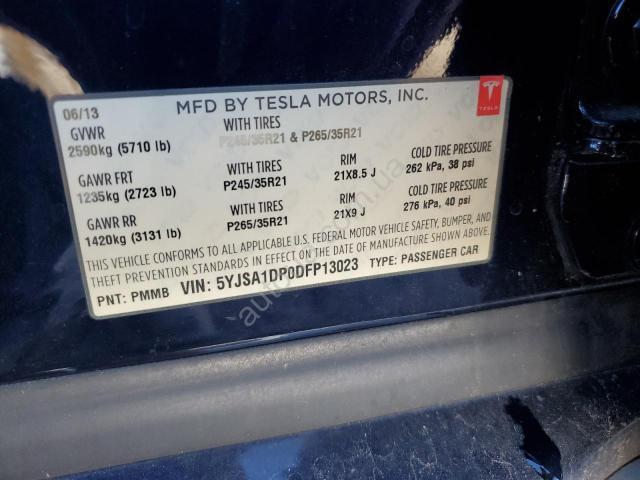 06/13 MFD BY TESLA MOTORS, INC. TESLA
GVWR WITH TIRES
2590kg (5710 lb) P245/35R21 & P265/35R21
GAWR FRT WITH TIRES RIM COLD TIRE PRESSURE
1235kg (2723 lb) P245/35R21 21X8.5 J 262 kPa, 38 psi
GAWR RR WITH TIRES RIM COLD TIRE PRESSURE
1420kg (3131 lb) P265/35R21 21X9 J 276 kPa, 40 psi
THIS VEHICLE CONFORMS TO ALL APPLICABLE U.S. FEDERAL MOTOR VEHICLE SAFETY, BUMPER, AND
THEFT PREVENTION STANDARDS IN EFFECT ON THE DATE OF MANUFACTURE SHOWN ABOVE.
PNT: PMMB VIN: 5YJSA1DP0DFP13023 TYPE: PASSENGER CAR